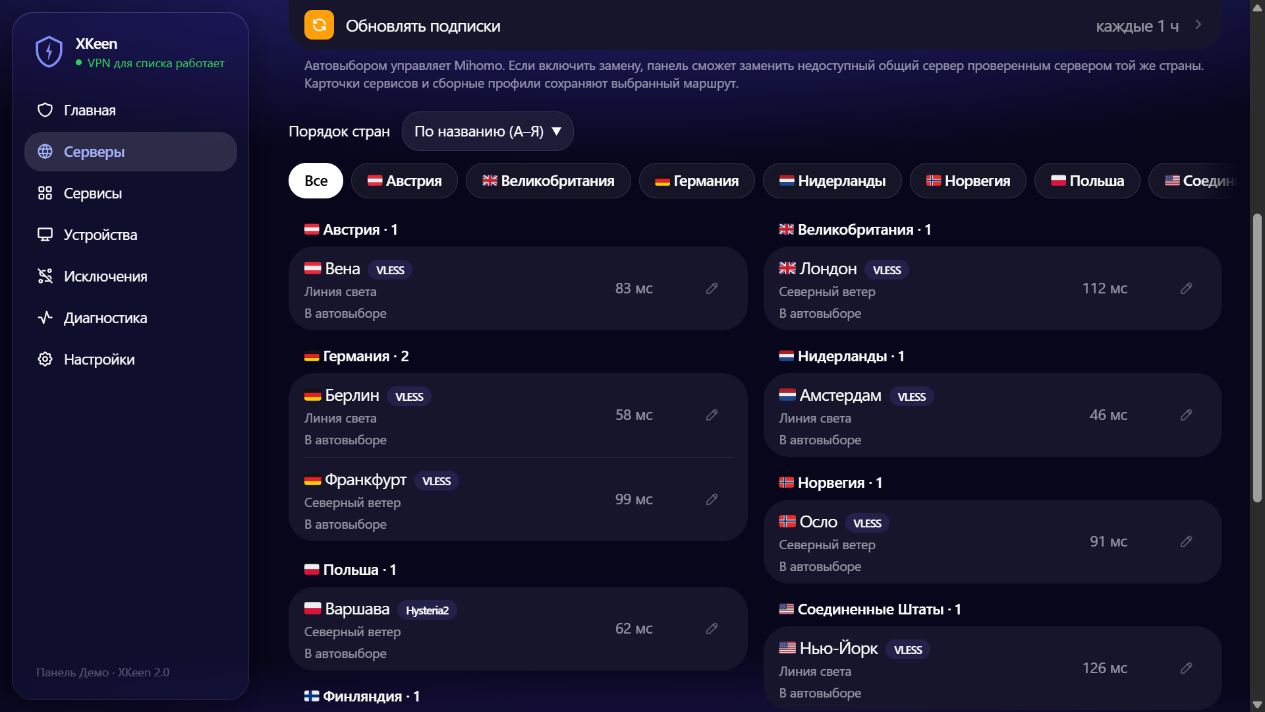 XKeen
VPN для списка работает
Главная
Серверы
Сервисы
Устройства
Исключения
Диагностика
Настройки
Панель Демо · XKeen 2.0
Обновлять подписки
каждые 1 ч
Автовыбором управляет Mihomo. Если включить замену, панель сможет заменить недоступный общий сервер проверенным сервером той же страны.
Карточки сервисов и сборные профили сохраняют выбранный маршрут.
Порядок стран
По названию (А–Я) ▼
Все
Австрия
Великобритания
Германия
Нидерланды
Норвегия
Польша
Соедин
Австрия · 1
Вена VLESS
Линия света
В автовыборе
83 мс
Германия · 2
Берлин VLESS
Линия света
В автовыборе
58 мс
Франкфурт VLESS
Северный ветер
В автовыборе
99 мс
Польша · 1
Варшава Hysteria2
Северный ветер
В автовыборе
62 мс
Финляндия · 1
Великобритания · 1
Лондон VLESS
Северный ветер
В автовыборе
112 мс
Нидерланды · 1
Амстердам VLESS
Линия света
В автовыборе
46 мс
Норвегия · 1
Осло VLESS
Северный ветер
В автовыборе
91 мс
Соединенные Штаты · 1
Нью-Йорк VLESS
Линия света
В автовыборе
126 мс